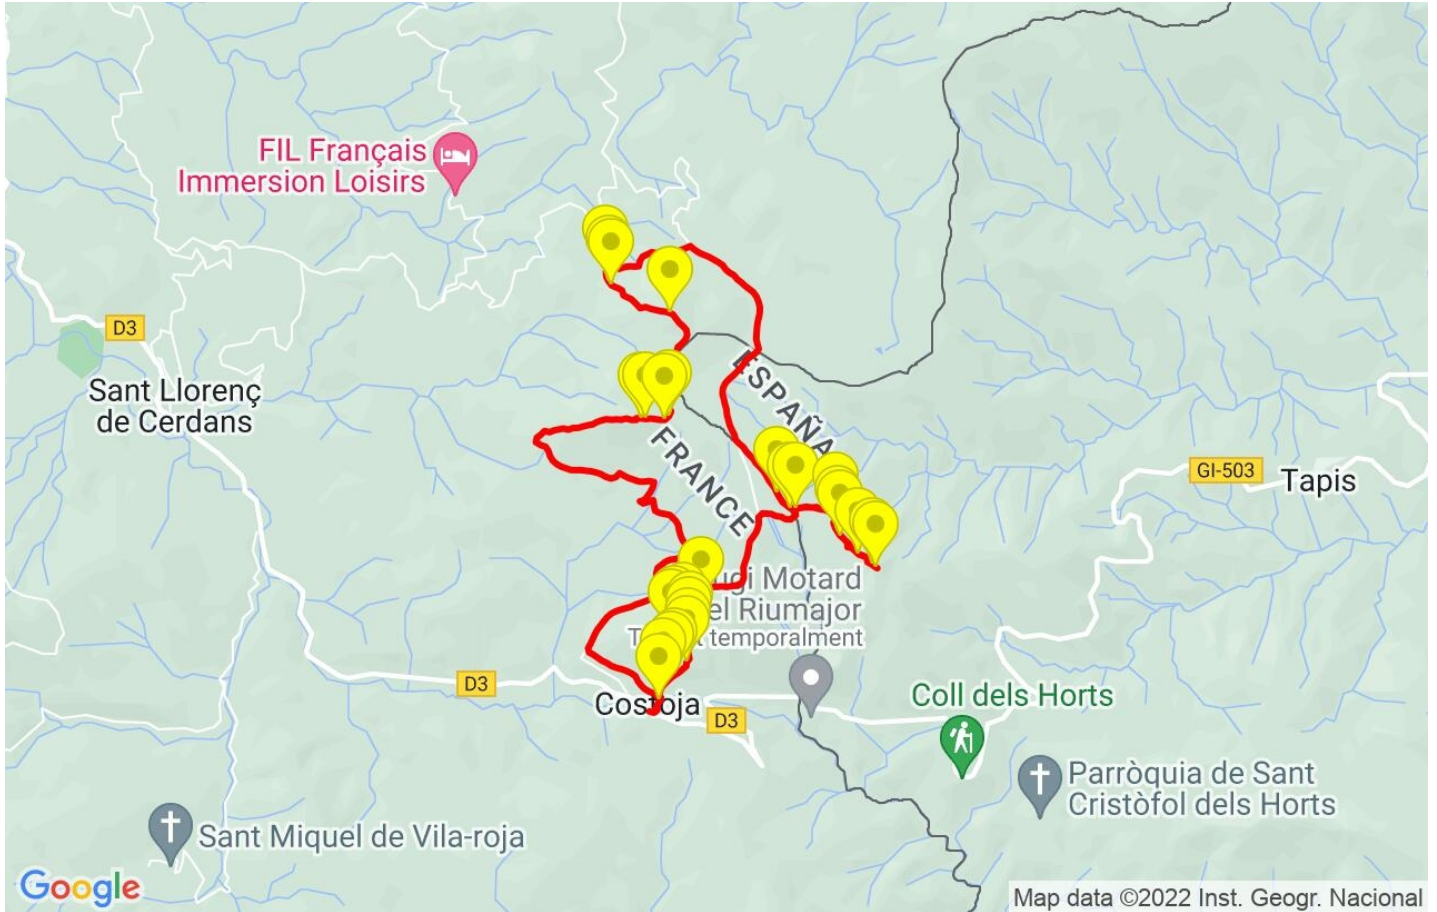 FIL Français
Immersion Loisirs
D3
Sant Llorenç
de Cerdans
ESPAÑA
FRANCE
GI-503
Tapis
Motard
el Riumajor
temporalment
D3
Costoja
D3
Coll dels Horts
Parròquia de Sant
Cristòfol dels Horts
Sant Miquel de Vila-roja
Google
Map data ©2022 Inst. Geogr. Nacional